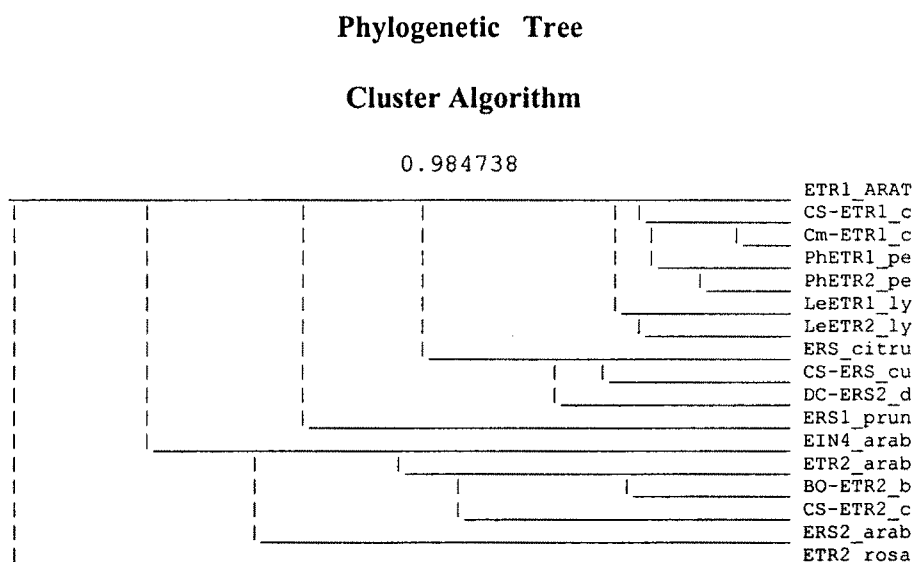 Phylogenetic Tree
Cluster Algorithm
0.984738
ETR1_ARAT
CS-ETR1_c
Cm-ETR1_c
PhETR1_pe
PhETR2_pe
LeETR1_ly
LeETR2_ly
ERS_citru
CS-ERS_cu
DC-ERS2_d
ERS1_prun
EIN4_arab
ETR2_arab
BO-ETR2_b
CS-ETR2_c
ERS2_arab
ETR2_rosa